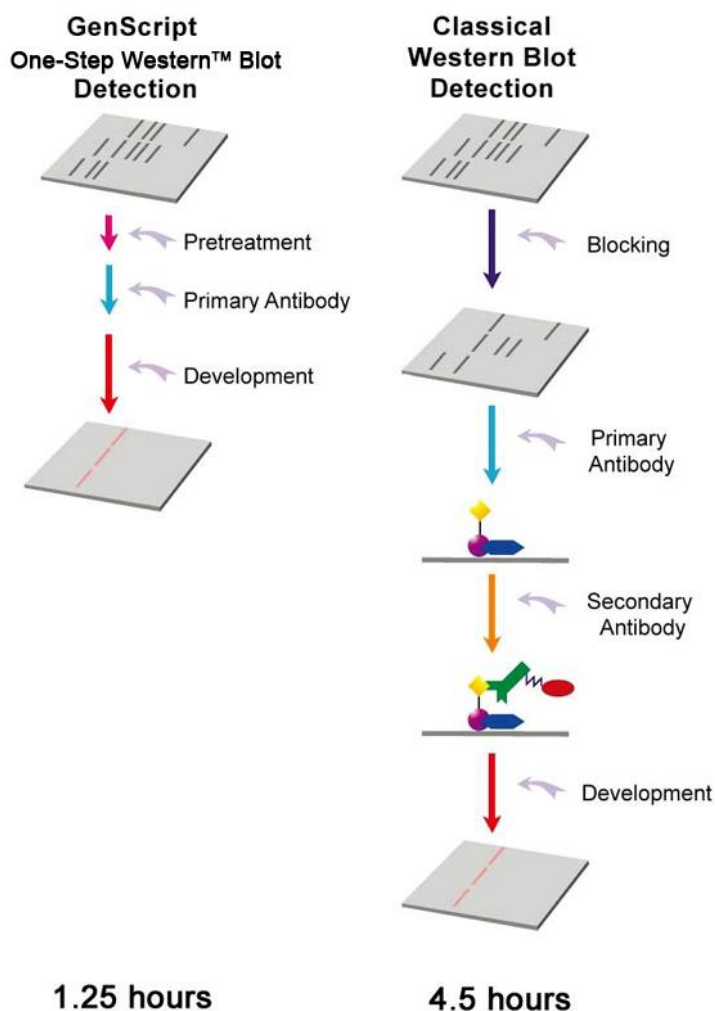 GenScript
One-Step Western™ Blot
Detection
Pretreatment
Primary Antibody
Development
1.25 hours
Classical
Western Blot
Detection
Blocking
Primary
Antibody
Secondary
Antibody
Development
4.5 hours